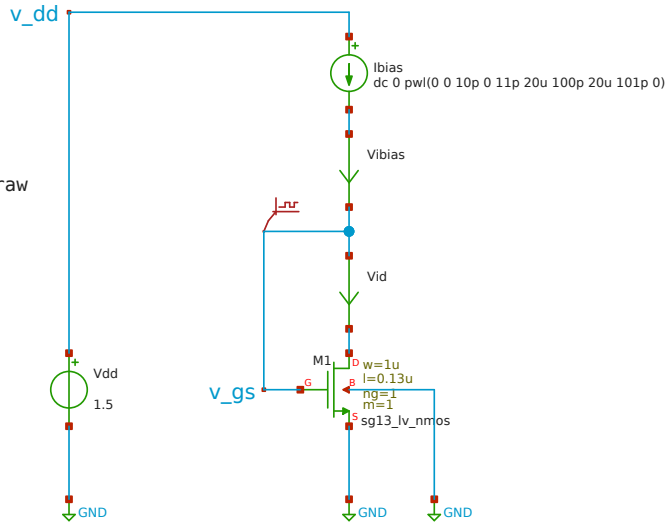 v_dd
Ibias
dc 0 pwl(0 0 10p 0 11p 20u 100p 20u 101p 0)
Vibias
raw
Vid
M1
D
w=1u
l=0.13u
Vdd
G
B
ng=1
v_gs
1.5
m=1
S
sg13_lv_nmos
GND
GND
GND